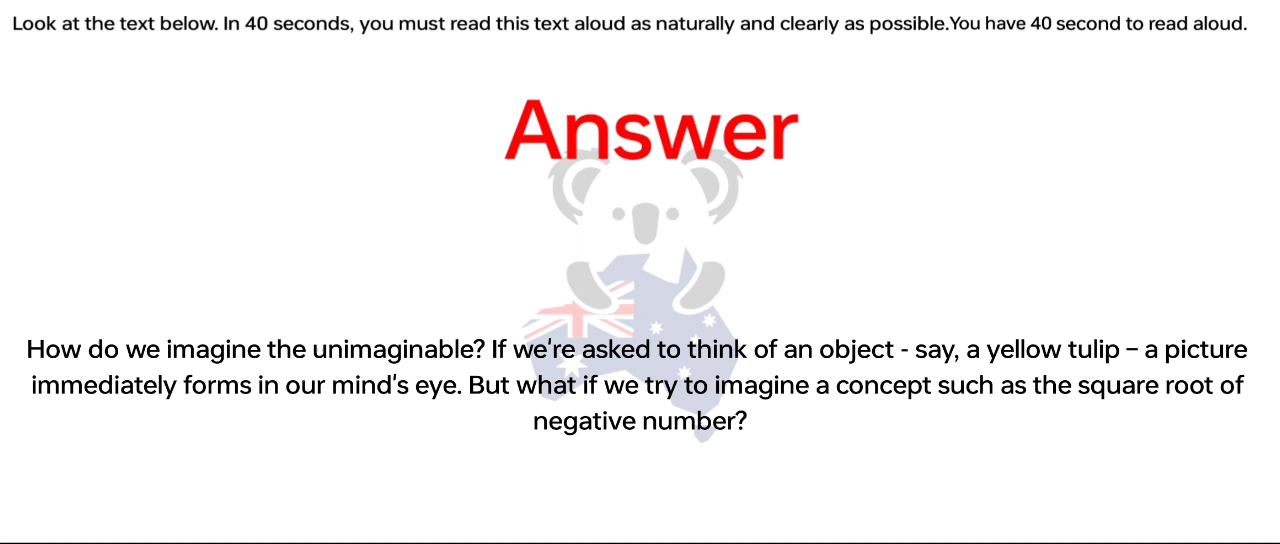 Look at the text below. In 40 seconds, you must read this text aloud as naturally and clearly as possible.You have 40 second to read aloud.
Answer
How do we imagine the unimaginable? If we're asked to think of an object - say, a yellow tulip – a picture
immediately forms in our mind's eye. But what if we try to imagine a concept such as the square root of
negative number?